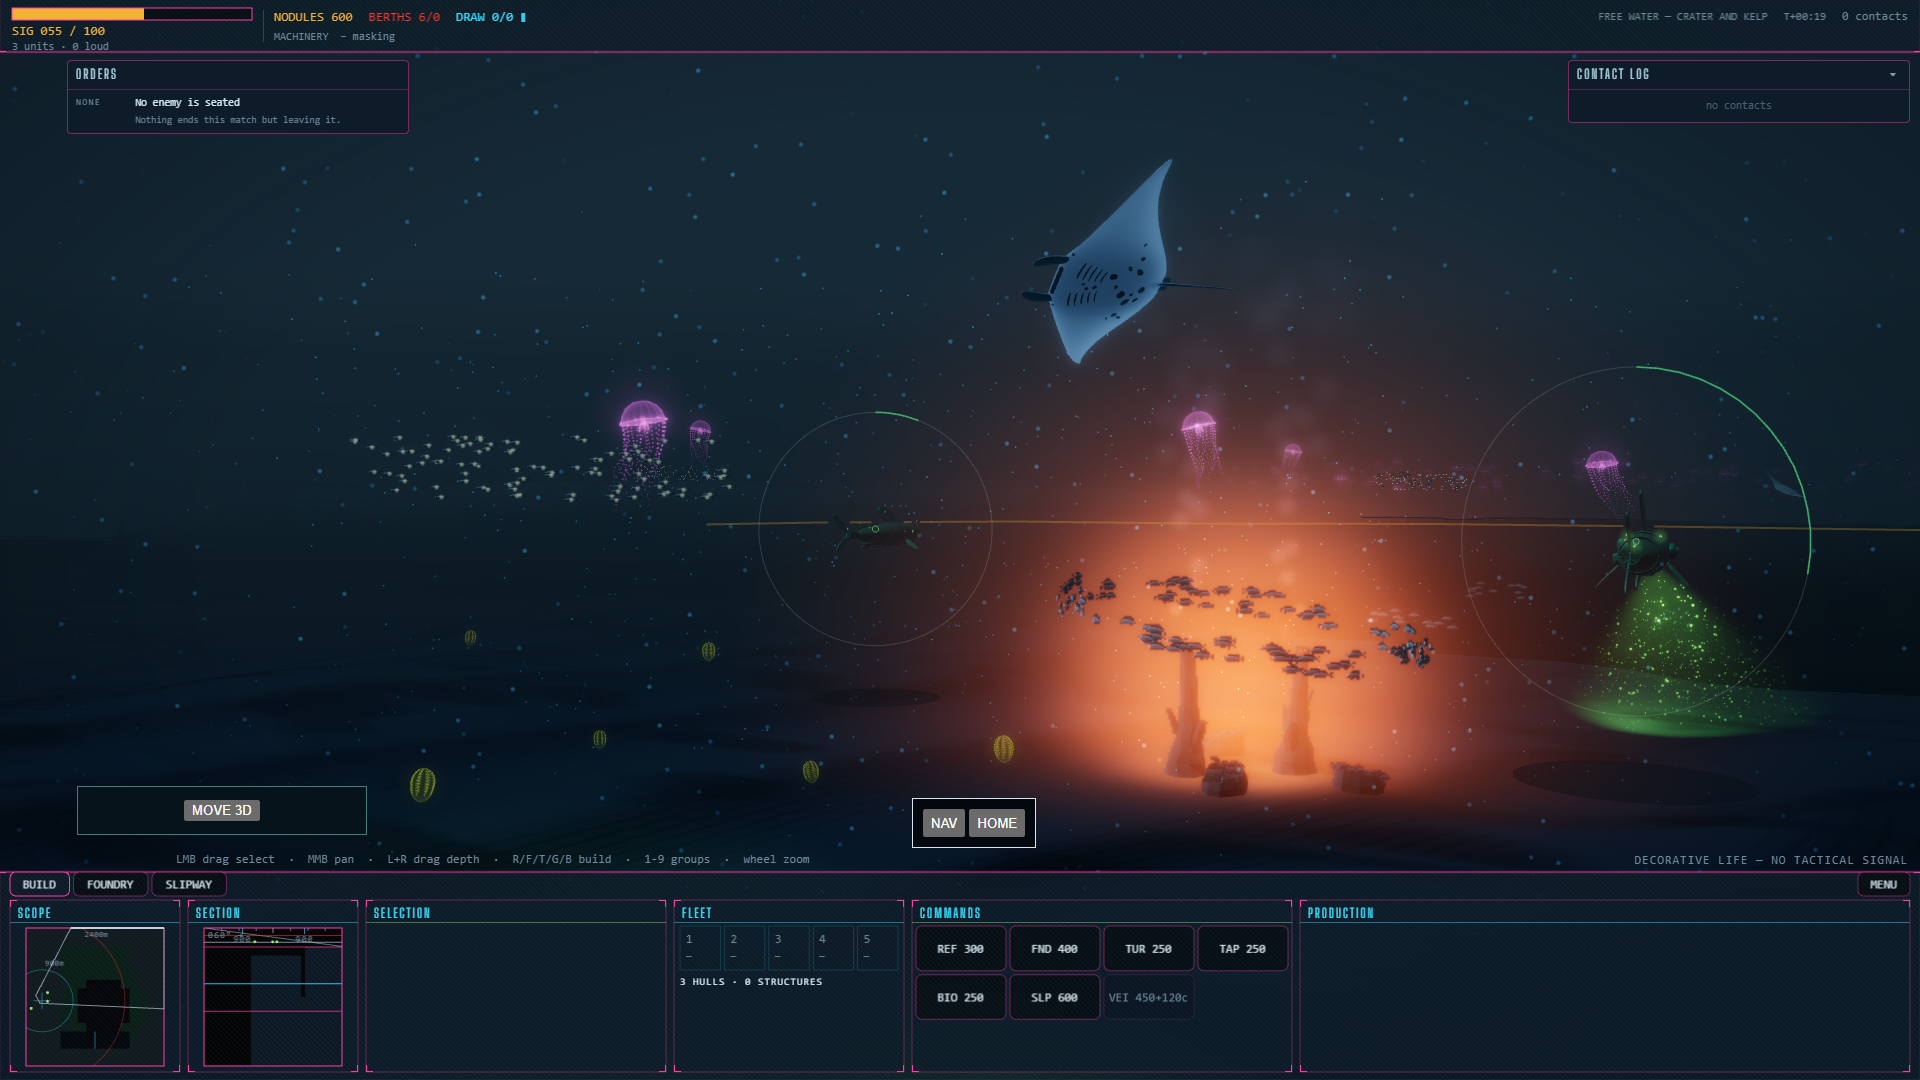 SIG 055 / 100
3 units · 0 loud
NODULES 600 BERTHS 6/0 DRAW 0/0
MACHINERY – masking
FREE WATER — CRATER AND KELP T+00:19 0 contacts
ORDERS
NONE No enemy is seated
Nothing ends this match but leaving it.
CONTACT LOG
no contacts
MOVE 3D
NAV HOME
LMB drag select · MMB pan · L+R drag depth · R/F/T/G/B build · 1-9 groups · wheel zoom
DECORATIVE LIFE — NO TACTICAL SIGNAL
BUILD FOUNDRY SLIPWAY
MENU
SCOPE
2400m
900m
SECTION
060°
900 900
SELECTION
FLEET
1 2 3 4 5
– – – – –
3 HULLS · 0 STRUCTURES
COMMANDS
REF 300 FND 400 TUR 250 TAP 250
BIO 250 SLP 600 VEI 450+120c
PRODUCTION